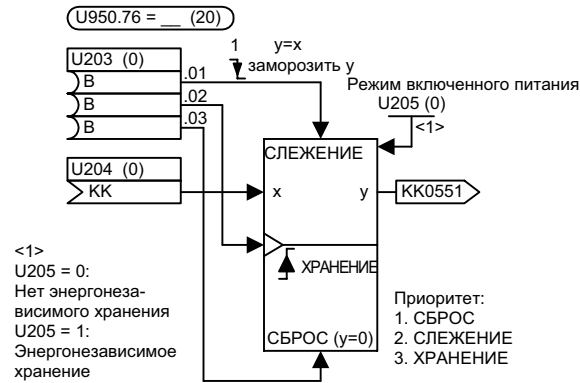 U950.76 = __ (20)
1
y=x
заморозить y
U203 (0)
B .01
B .02
B .03
Режим включенного питания
U205 (0)
<1>
СЛЕЖЕНИЕ
U204 (0)
KK
x
y
KK0551
ХРАНЕНИЕ
СБРОС (y=0)
<1>
U205 = 0:
Нет энергонеза-
висимого хранения
U205 = 1:
Энергонезависимое
хранение
Приоритет:
1. СБРОС
2. СЛЕЖЕНИЕ
3. ХРАНЕНИЕ